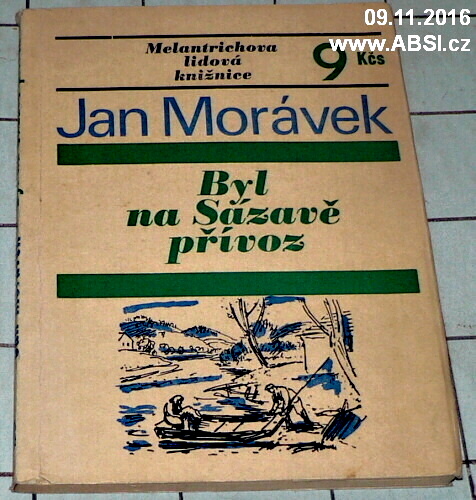 09.11.2016
www.ABSI.cz
Melantrichova
lidová
knižnice
9 Kčs
Jan Morávek
Byl
na Sázavě
přívoz